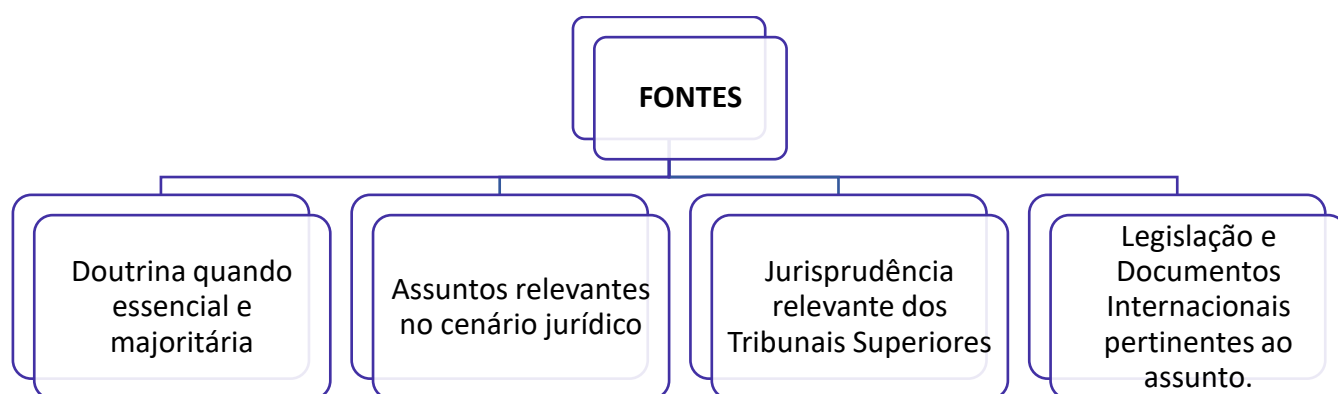 FONTES
Doutrina quando
essencial e
majoritária
Assuntos relevantes
no cenário jurídico
Jurisprudência
relevante dos
Tribunais Superiores
Legislação e
Documentos
Internacionais
pertinentes ao
assunto.